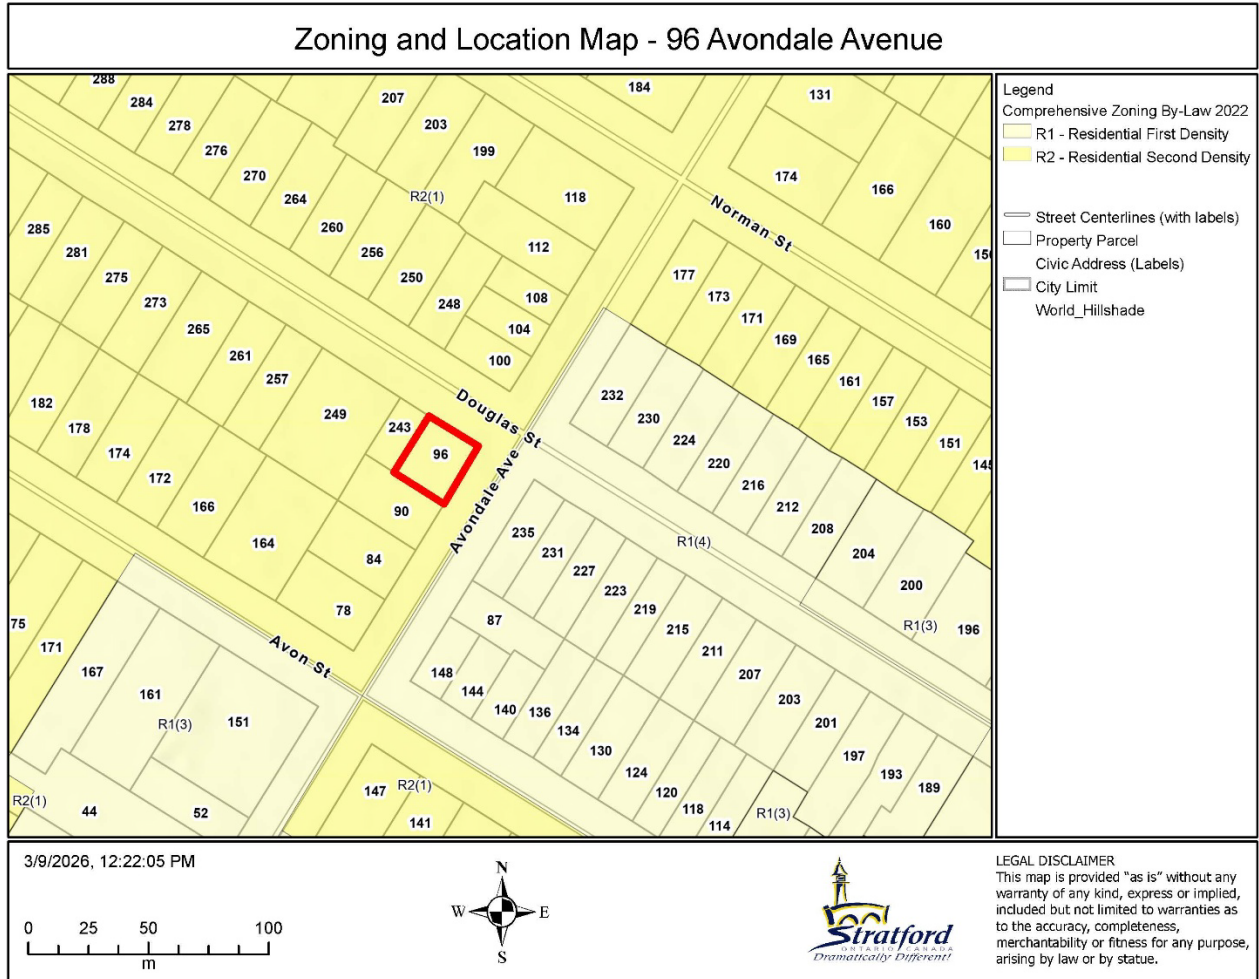 Zoning and Location Map - 96 Avondale Avenue
288
284
278
276
270
264
260
256
250
248
207
203
199
R2(1)
118
112
108
104
100
184
131
174
166
160
Norman St
177
173
171
169
165
161
157
153
151
145
285
281
275
273
265
261
257
249
243
96
90
84
78
182
178
174
172
166
164
Douglas St
Avondale Ave
232
230
224
220
216
212
208
204
200
196
R1(4)
R1(3)
235
231
227
223
219
215
211
207
203
201
197
193
189
87
148
144
140
136
134
130
124
120
118
114
R1(3)
Avon St
75
171
167
161
151
R1(3)
R2(1)
44
52
147
R2(1)
141
Legend
Comprehensive Zoning By-Law 2022
R1 - Residential First Density
R2 - Residential Second Density
Street Centerlines (with labels)
Property Parcel
Civic Address (Labels)
City Limit
World_Hillshade
3/9/2026, 12:22:05 PM
0 25 50 100
m
N
W E
S
Stratford
ONTARIO CANADA
Dramatically Different!
LEGAL DISCLAIMER
This map is provided "as is" without any
warranty of any kind, express or implied,
included but not limited to warranties as
to the accuracy, completeness,
merchantability or fitness for any purpose,
arising by law or by statue.